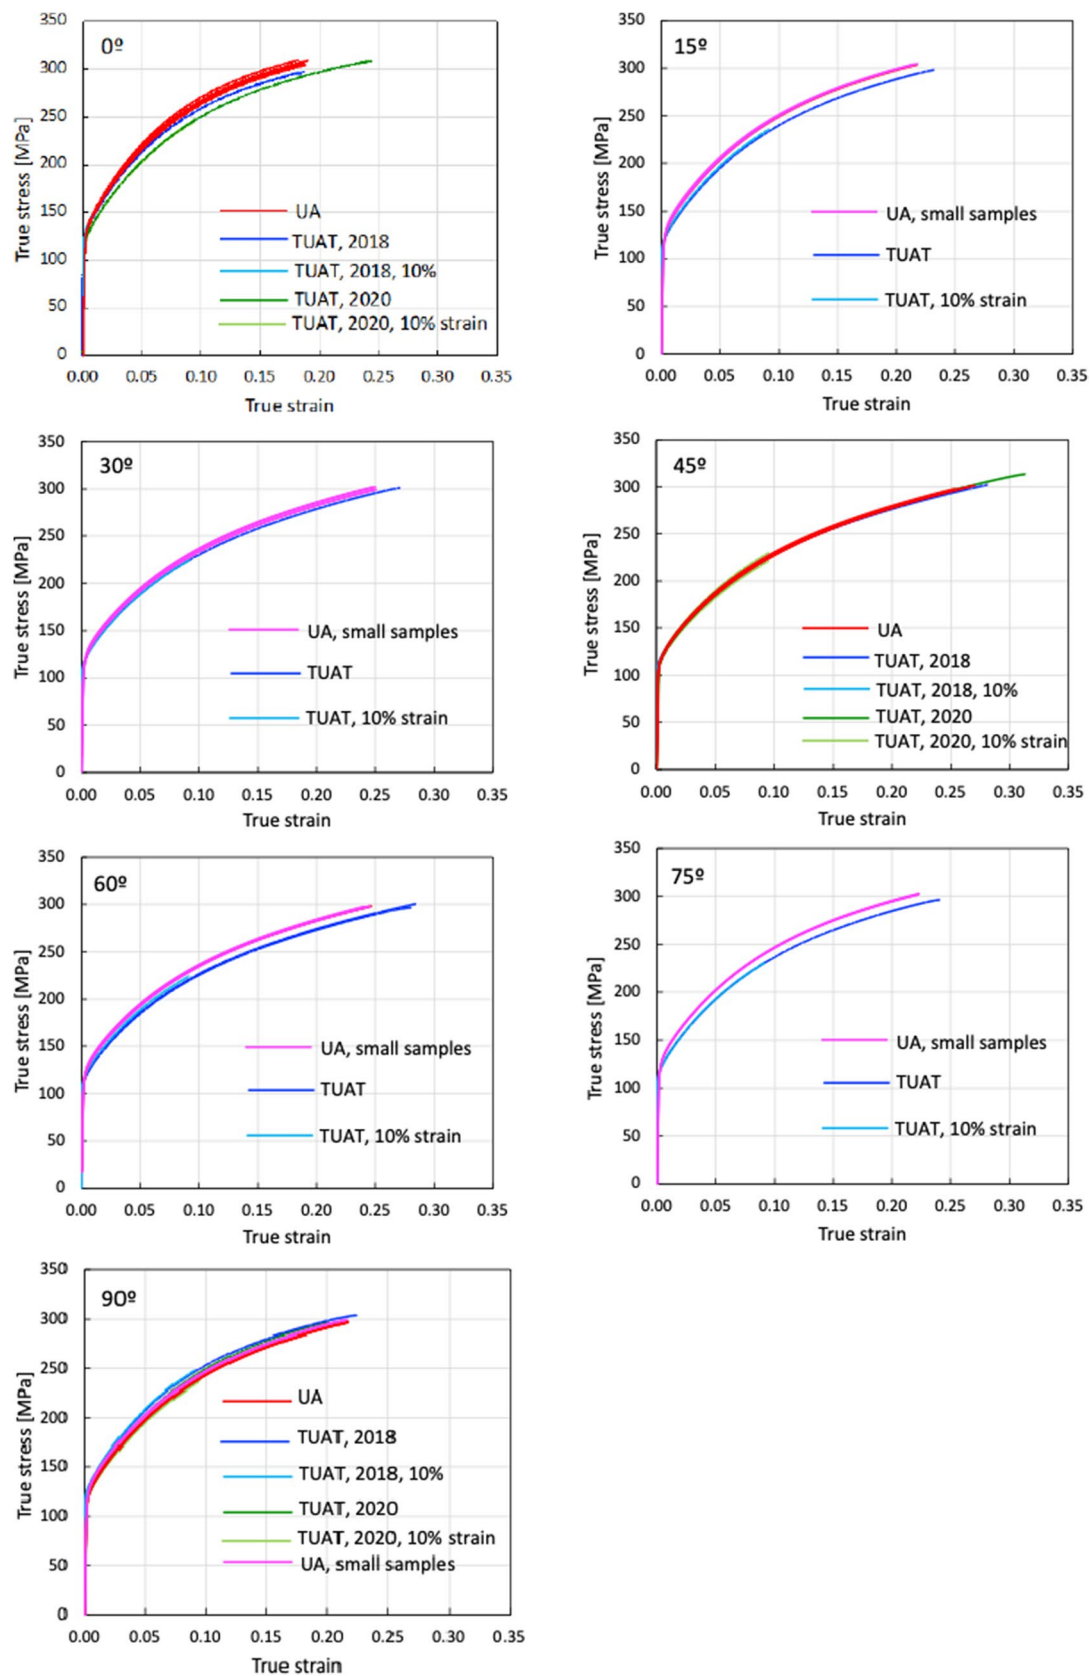 0º
350
300
250
200
150
100
50
0
True stress [MPa]
UA
TUAT, 2018
TUAT, 2018, 10%
TUAT, 2020
TUAT, 2020, 10% strain
0.00 0.05 0.10 0.15 0.20 0.25 0.30 0.35
True strain
15º
350
300
250
200
150
100
50
0
True stress [MPa]
UA, small samples
TUAT
TUAT, 10% strain
0.00 0.05 0.10 0.15 0.20 0.25 0.30 0.35
True strain
30º
350
300
250
200
150
100
50
0
True stress [MPa]
UA, small samples
TUAT
TUAT, 10% strain
0.00 0.05 0.10 0.15 0.20 0.25 0.30 0.35
True strain
45º
350
300
250
200
150
100
50
0
True stress [MPa]
UA
TUAT, 2018
TUAT, 2018, 10%
TUAT, 2020
TUAT, 2020, 10% strain
0.00 0.05 0.10 0.15 0.20 0.25 0.30 0.35
True strain
60º
350
300
250
200
150
100
50
0
True stress [MPa]
UA, small samples
TUAT
TUAT, 10% strain
0.00 0.05 0.10 0.15 0.20 0.25 0.30 0.35
True strain
75º
350
300
250
200
150
100
50
0
True stress [MPa]
UA, small samples
TUAT
TUAT, 10% strain
0.00 0.05 0.10 0.15 0.20 0.25 0.30 0.35
True strain
90º
350
300
250
200
150
100
50
0
True stress [MPa]
UA
TUAT, 2018
TUAT, 2018, 10%
TUAT, 2020
TUAT, 2020, 10% strain
UA, small samples
0.00 0.05 0.10 0.15 0.20 0.25 0.30 0.35
True strain